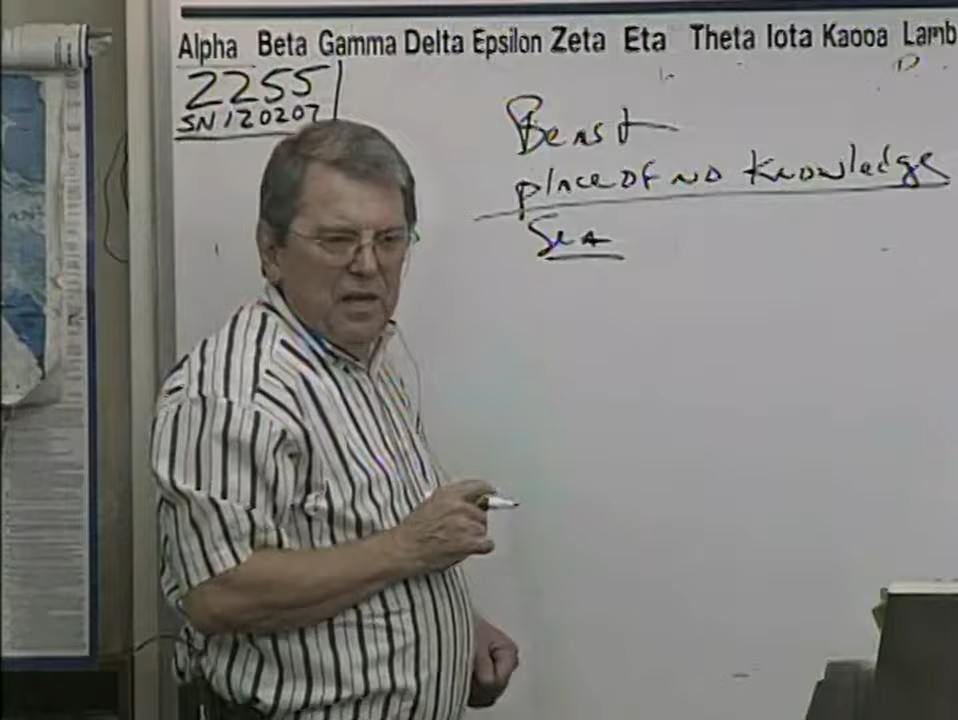 Alpha Beta Gamma Delta Epsilon Zeta Eta Theta Iota Kaooa Lamb
2255
SN120207
Beast
place of no Knowledge
Sea